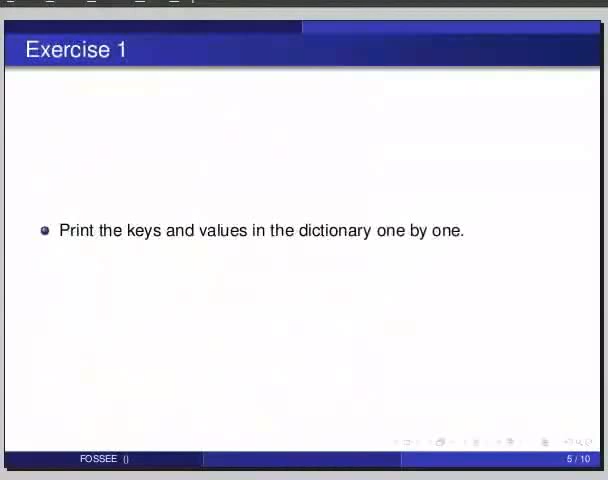 Exercise 1
Print the keys and values in the dictionary one by one.
FOSSEE ()
5 / 10